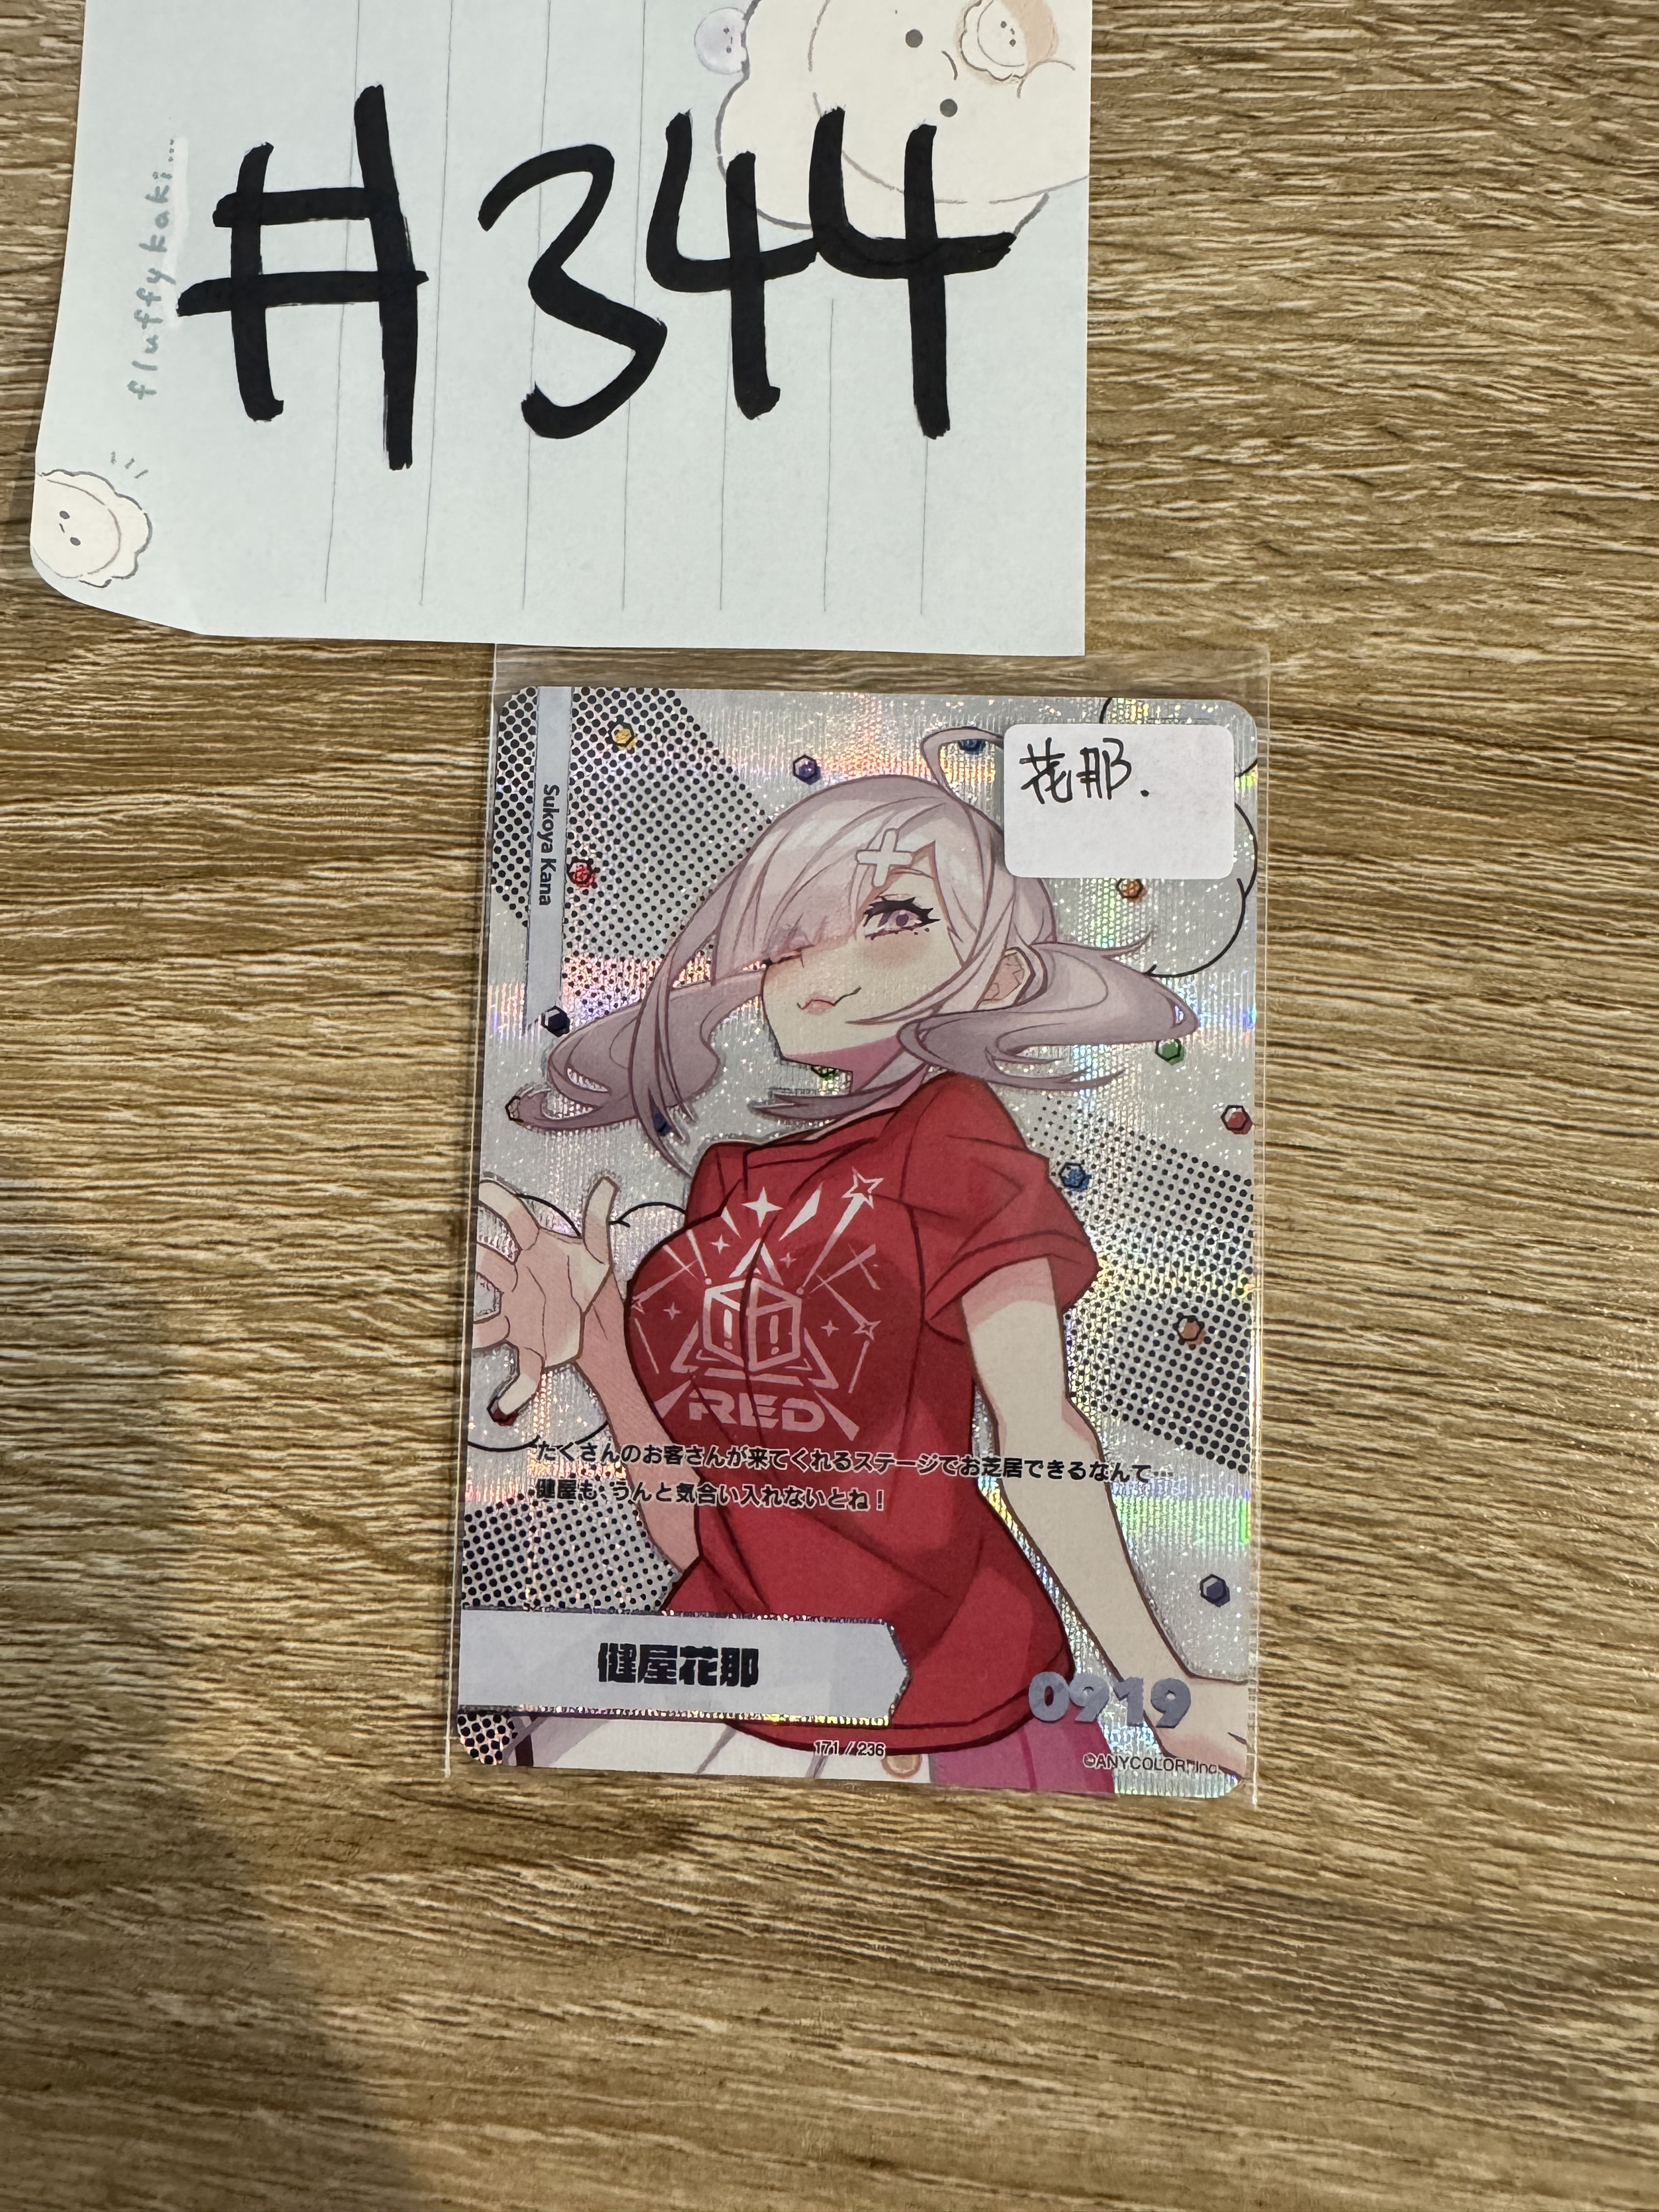 #344
fluffy kaki...
花那.
Sukoya Kana
RED
たくさんのお客さんが来てくれるステージでお芝居できるなんて…
健屋も、うんと気合い入れないとね！
健屋花那
0919
171 / 236
©ANYCOLOR, Inc.